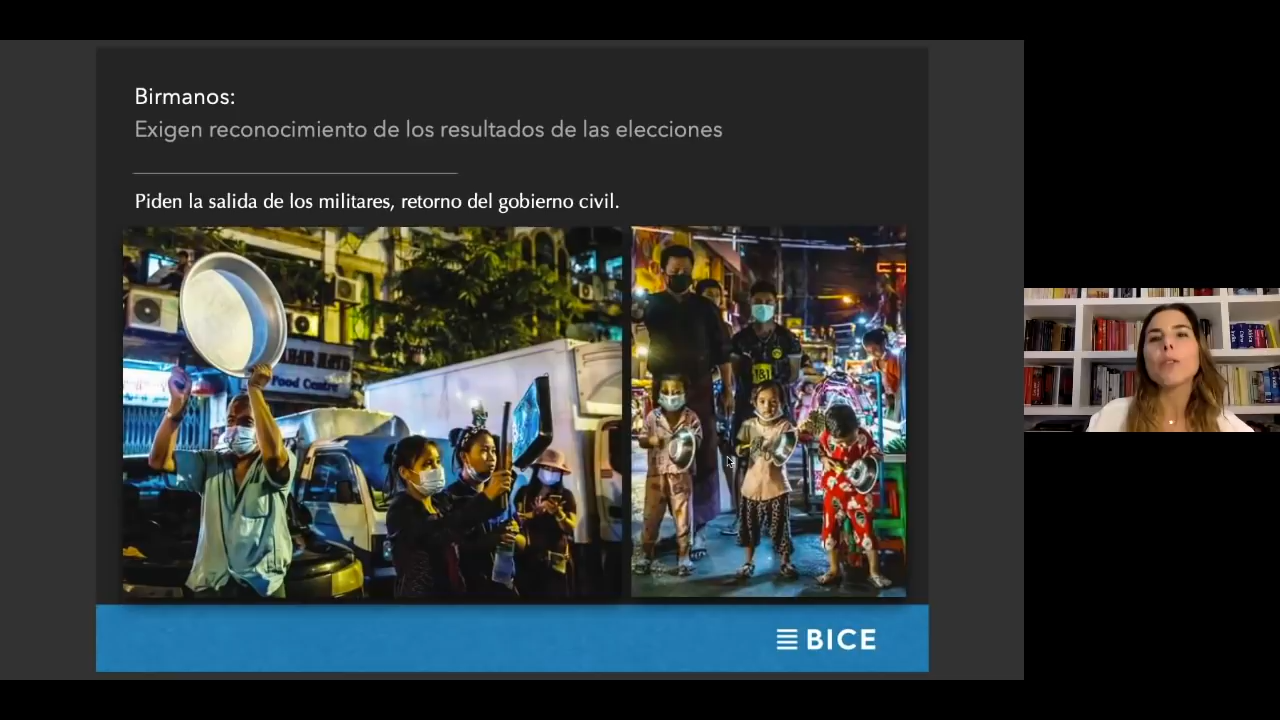 Birmanos:
Exigen reconocimiento de los resultados de las elecciones
Piden la salida de los militares, retorno del gobierno civil.
Food Centre
181
BICE